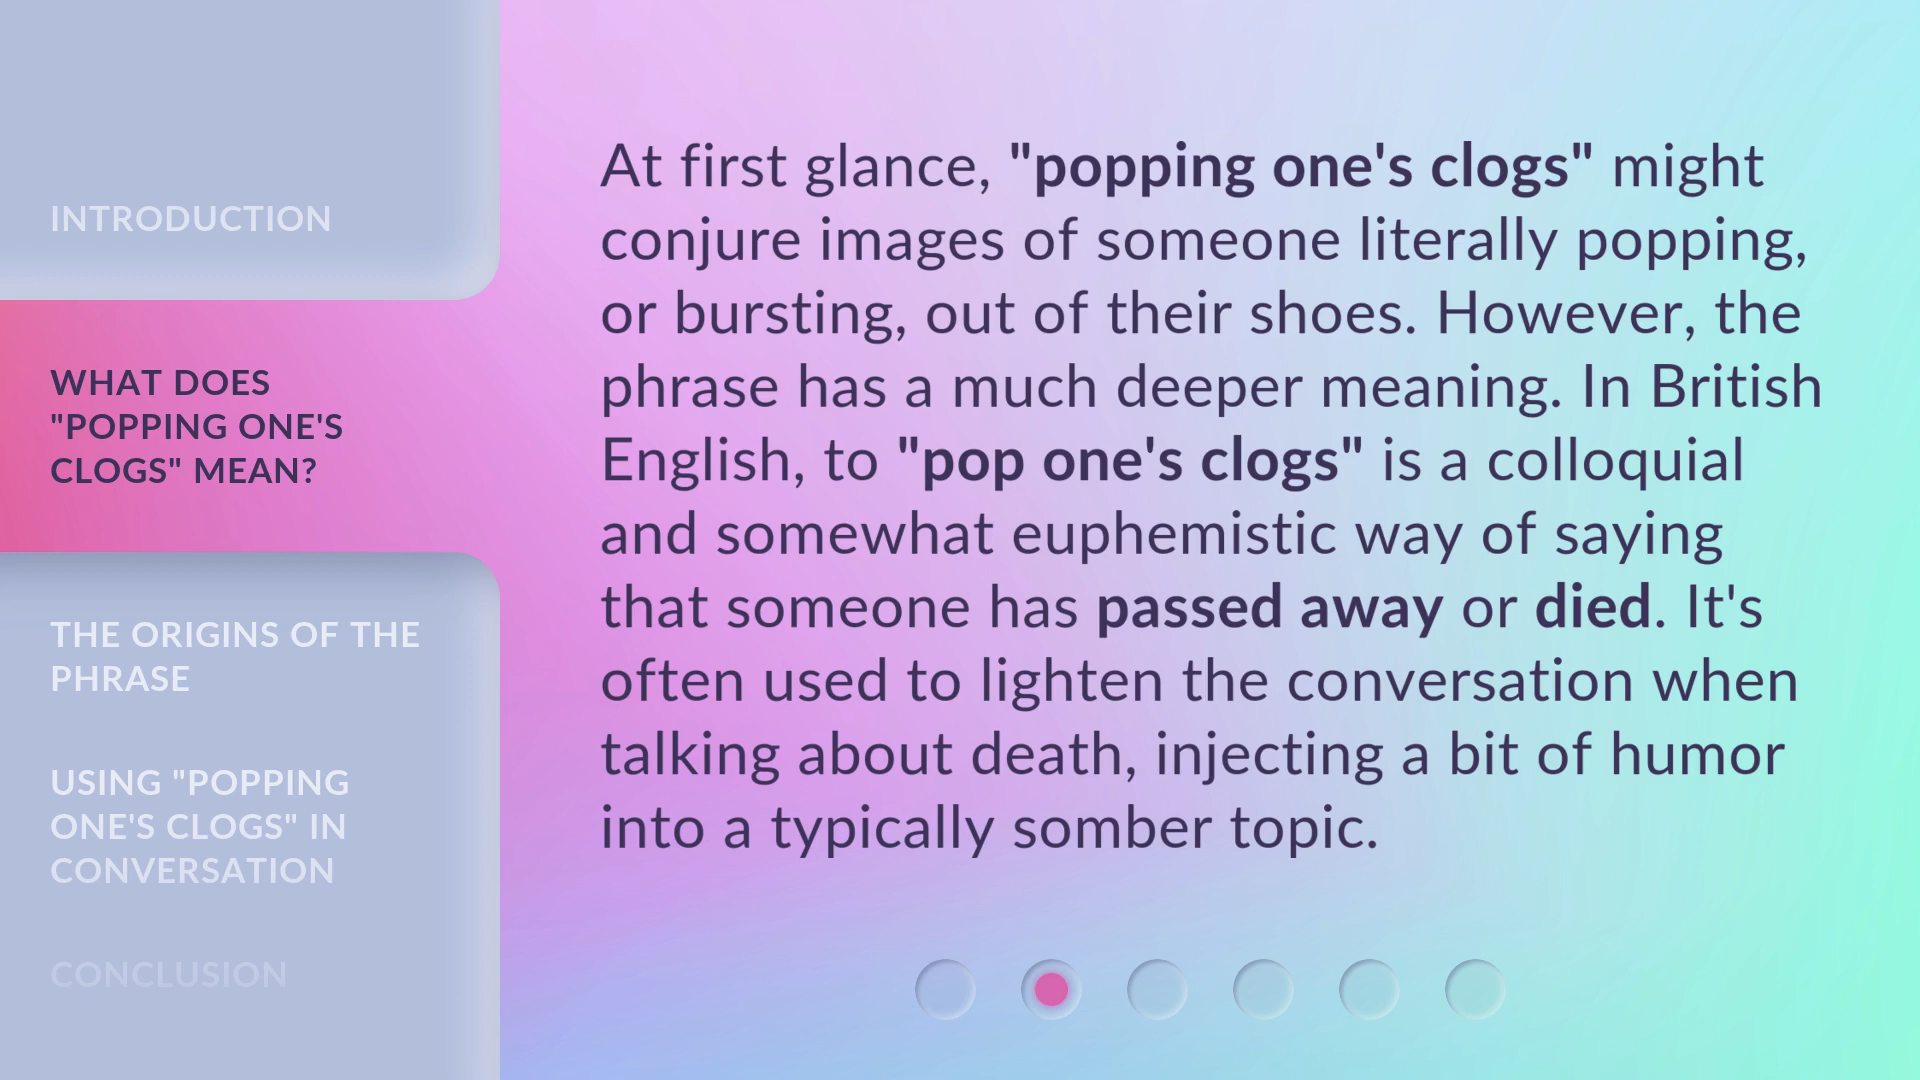 INTRODUCTION
WHAT DOES
"POPPING ONE'S
CLOGS" MEAN?
THE ORIGINS OF THE
PHRASE
USING "POPPING
ONE'S CLOGS" IN
CONVERSATION
CONCLUSION
At first glance, "popping one's clogs" might
conjure images of someone literally popping,
or bursting, out of their shoes. However, the
phrase has a much deeper meaning. In British
English, to "pop one's clogs" is a colloquial
and somewhat euphemistic way of saying
that someone has passed away or died. It's
often used to lighten the conversation when
talking about death, injecting a bit of humor
into a typically somber topic.